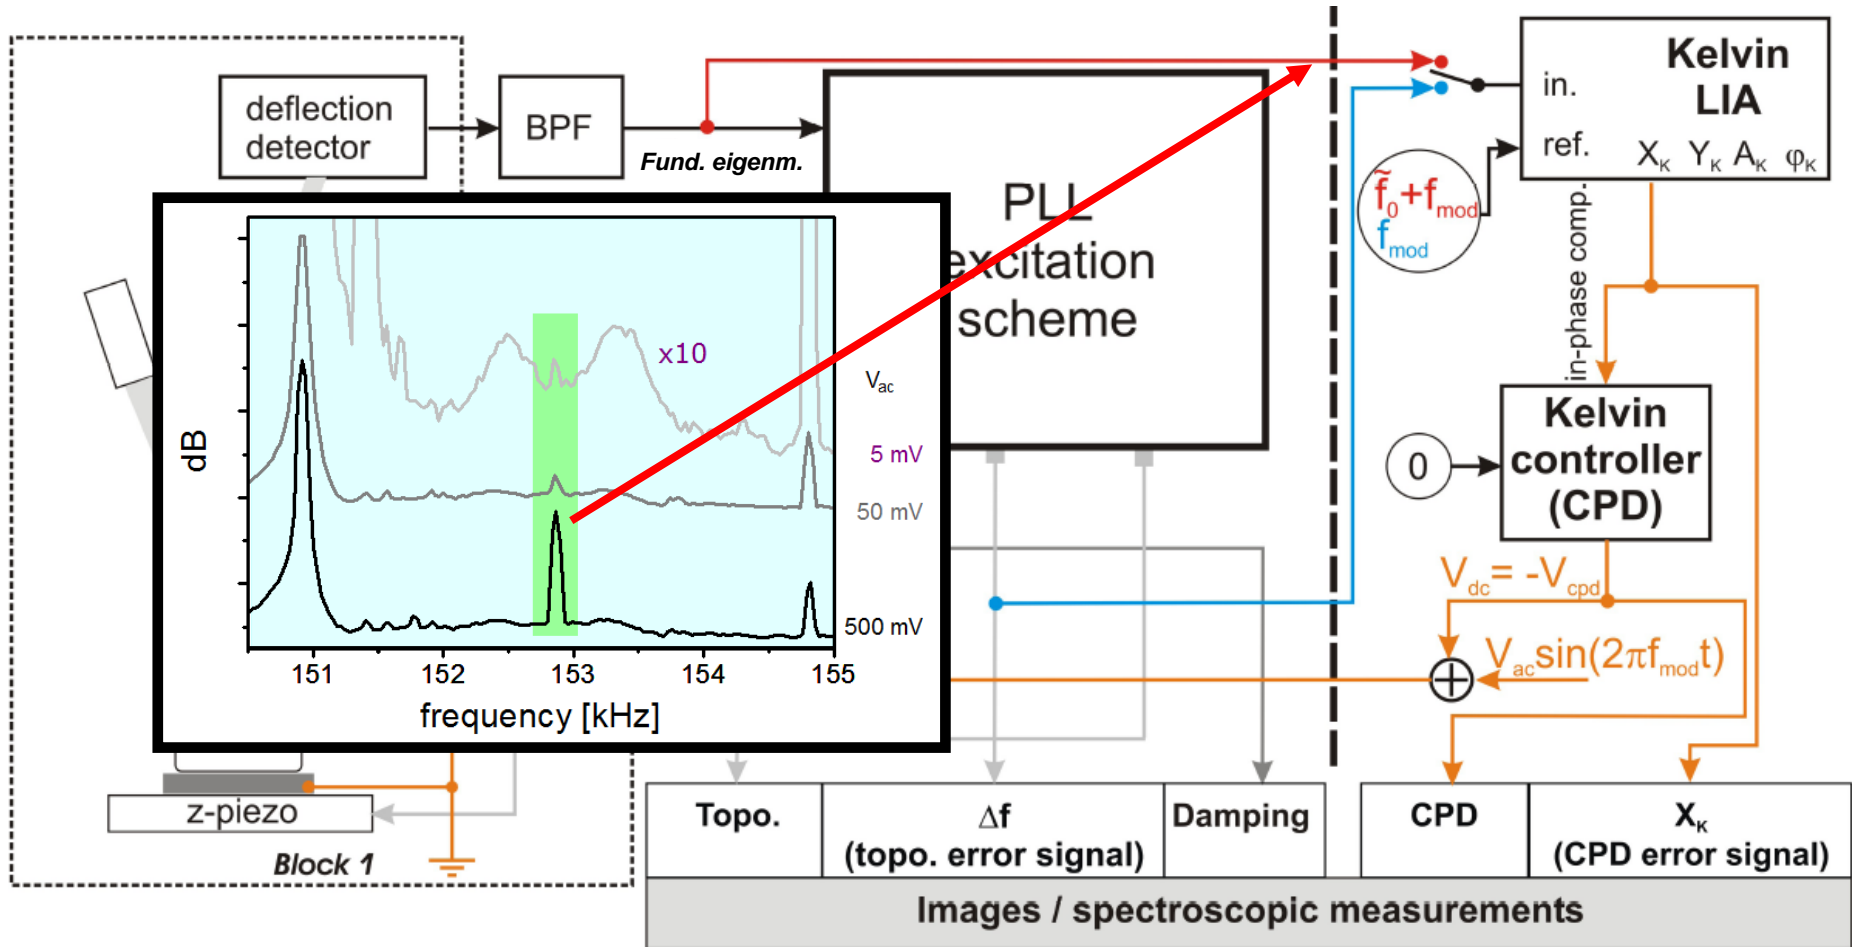 deflection
detector
BPF
Fund. eigenm.
PLL
excitation
scheme
Kelvin
LIA
in.
ref.
X_K Y_K A_K φ_K
f̃_0+f_mod
f_mod
in-phase comp.
Kelvin
controller
(CPD)
0
V_dc= -V_cpd
V_ac sin(2πf_mod t)
dB
x10
V_ac
5 mV
50 mV
500 mV
151 152 153 154 155
frequency [kHz]
z-piezo
Block 1
Topo.
Δf
(topo. error signal)
Damping
CPD
X_K
(CPD error signal)
Images / spectroscopic measurements